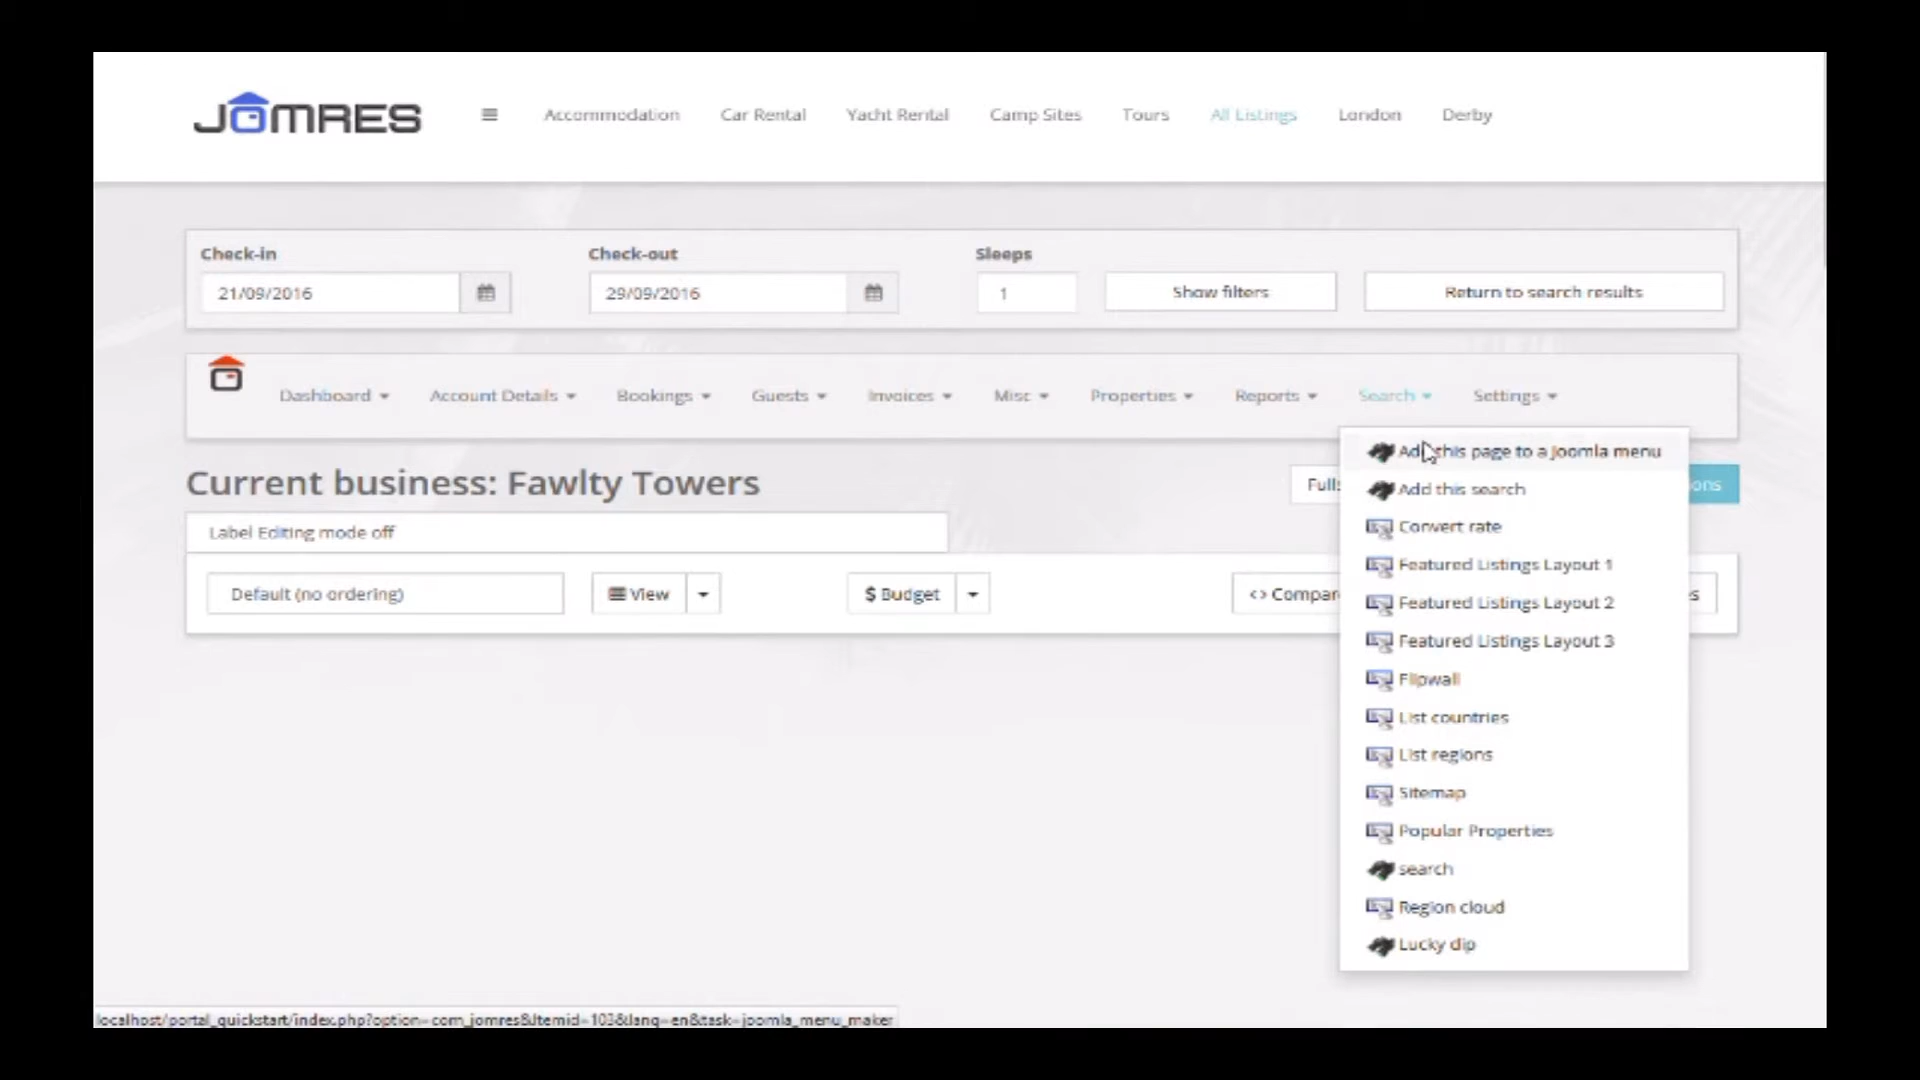 JOMRES
Accommodation Car Rental Yacht Rental Camp Sites Tours All Listings London Derby
Check-in Check-out Sleeps
21/09/2016 29/09/2016 1 Show filters Return to search results
Dashboard Account Details Bookings Guests Invoices Misc Properties Reports Search Settings
Current business: Fawlty Towers
Label Editing mode off
Default (no ordering) View $ Budget <> Compar
Add this page to a Joomla menu
Add this search
Convert rate
Featured Listings Layout 1
Featured Listings Layout 2
Featured Listings Layout 3
Flipwall
List countries
List regions
Sitemap
Popular Properties
search
Region cloud
Lucky dip
localhost/portal_quickstart/index.php?option=com_jomres&Itemid=103&lang=en&task=joomla_menu_maker